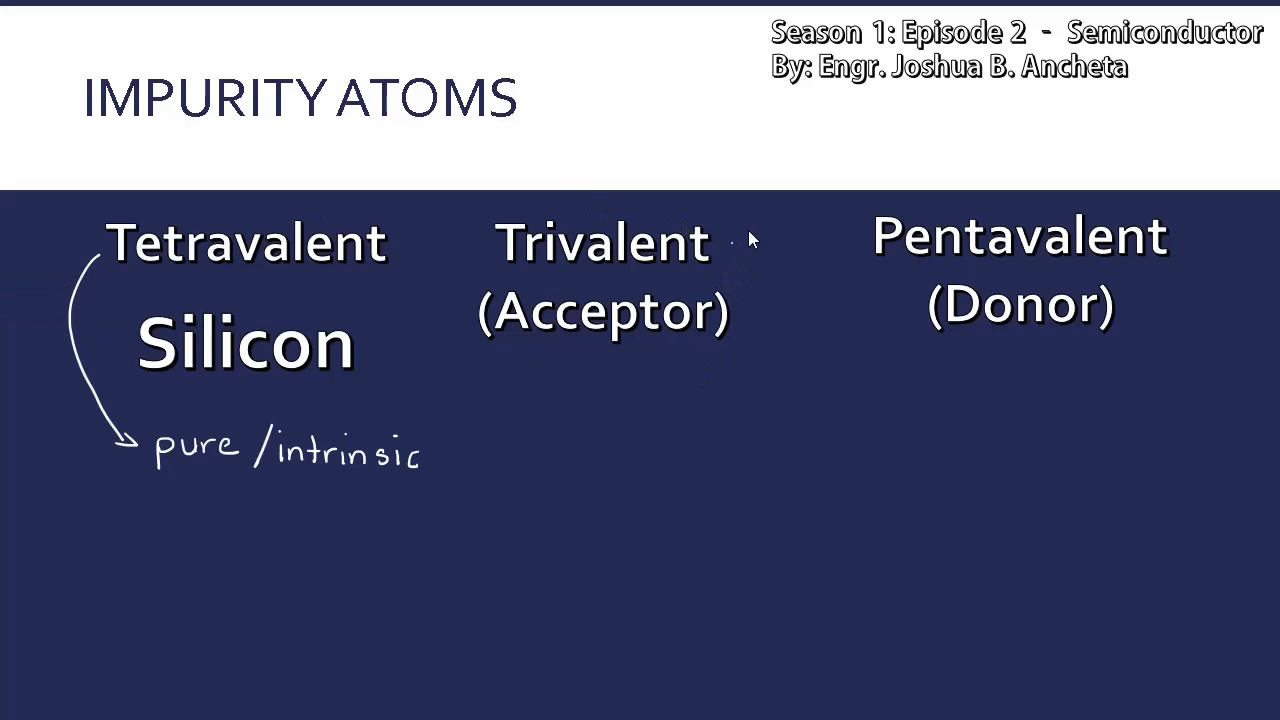 Season 1: Episode 2 - Semiconductor
By: Engr. Joshua B. Ancheta
IMPURITY ATOMS
Tetravalent
Silicon
pure /intrinsic
Trivalent
(Acceptor)
Pentavalent
(Donor)